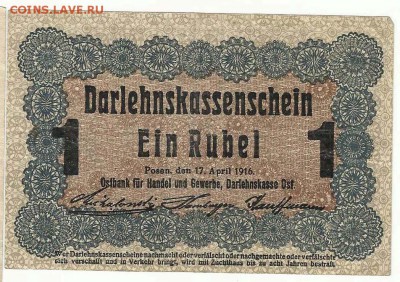 COINS.ЛАВЕ.RU
Darlehnskassenschein
Ein Rubel
1 1
Posen, den 17. April 1916.
Ostbank für Handel und Gewerbe, Darlehnskasse Ost
Kauffmann
Wer Darlehnskassenscheine nachmacht oder verfälscht oder nachgemachte oder verfälschte
sich verschafft und in Verkehr bringt, wird mit Zuchthaus bis zu acht Jahren bestraft.